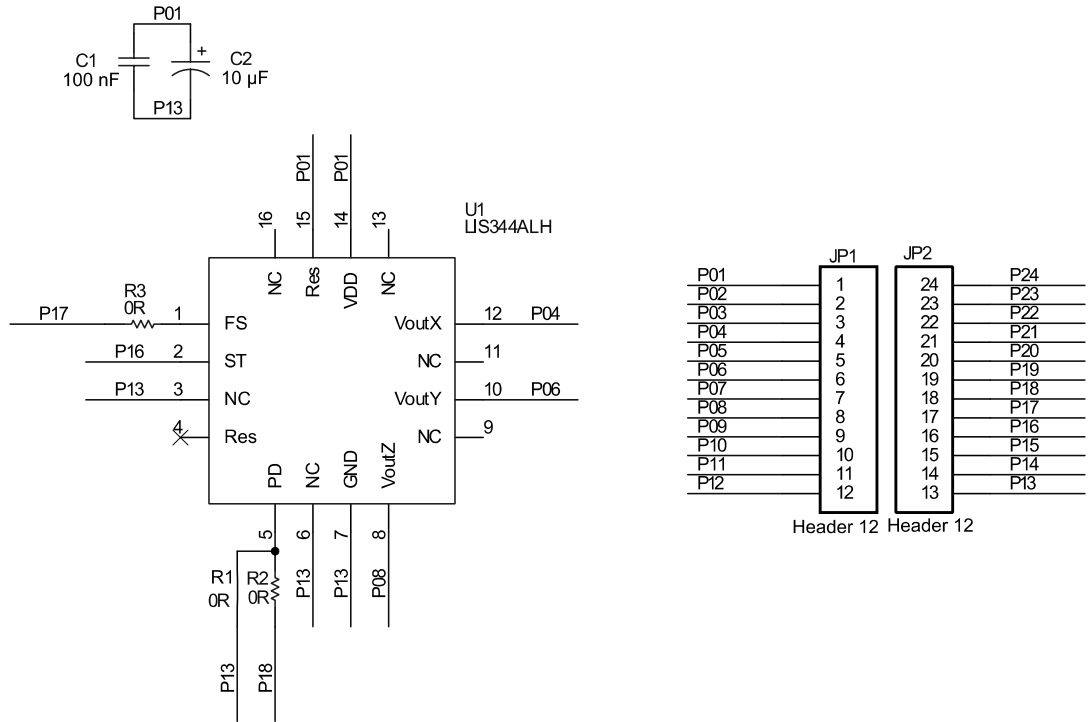 P01
C1
100 nF
+
C2
10 µF
P13
P01
P01
16
15
14
13
U1
LIS344ALH
NC
Res
VDD
NC
R3
0R
P17
1
FS
VoutX
12
P04
P16
2
ST
NC
11
P13
3
NC
VoutY
10
P06
4
Res
NC
9
PD
NC
GND
VoutZ
5
6
7
8
R1
0R
R2
0R
P13
P13
P08
P13
P18
JP1
JP2
P01
1
24
P24
P02
2
23
P23
P03
3
22
P22
P04
4
21
P21
P05
5
20
P20
P06
6
19
P19
P07
7
18
P18
P08
8
17
P17
P09
9
16
P16
P10
10
15
P15
P11
11
14
P14
P12
12
13
P13
Header 12
Header 12